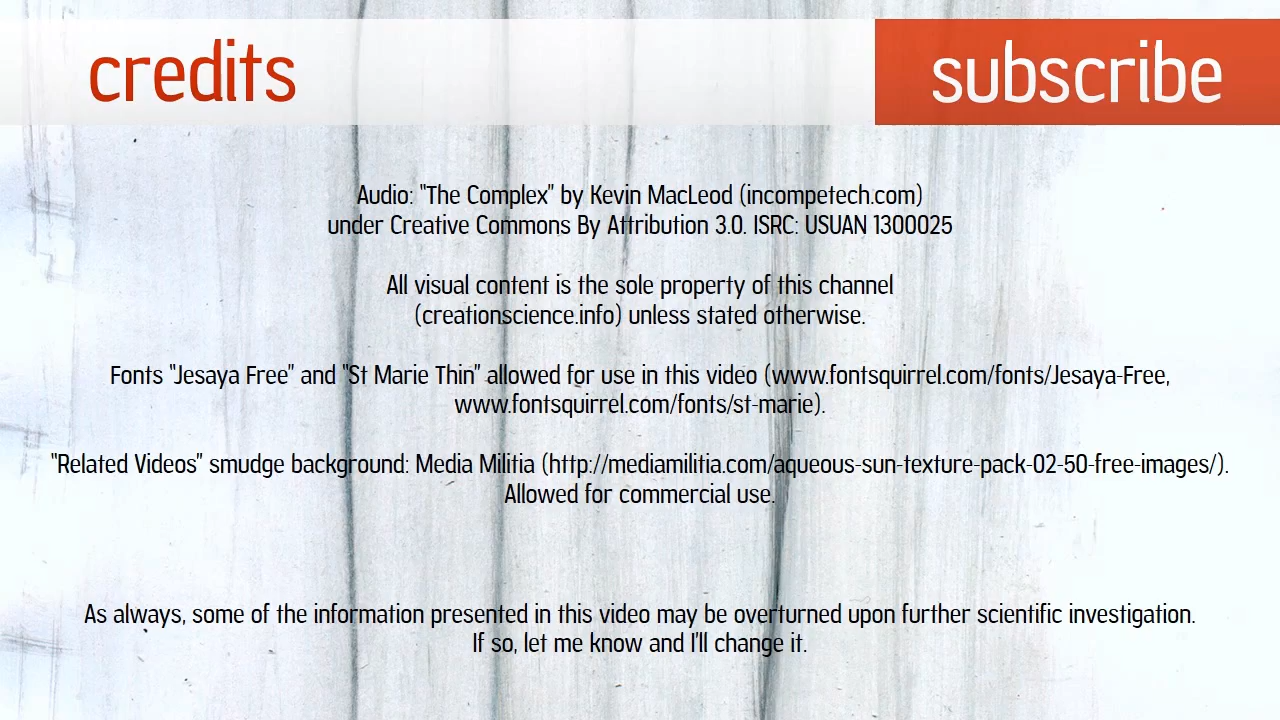 credits
subscribe
Audio: "The Complex" by Kevin MacLeod (incompetech.com)
under Creative Commons By Attribution 3.0. ISRC: USUAN 1300025
All visual content is the sole property of this channel
(creationscience.info) unless stated otherwise.
Fonts "Jesaya Free" and "St Marie Thin" allowed for use in this video (www.fontsquirrel.com/fonts/Jesaya-Free,
www.fontsquirrel.com/fonts/st-marie).
"Related Videos" smudge background: Media Militia (http://mediamilitia.com/aqueous-sun-texture-pack-02-50-free-images/).
Allowed for commercial use.
As always, some of the information presented in this video may be overturned upon further scientific investigation.
If so, let me know and I'll change it.